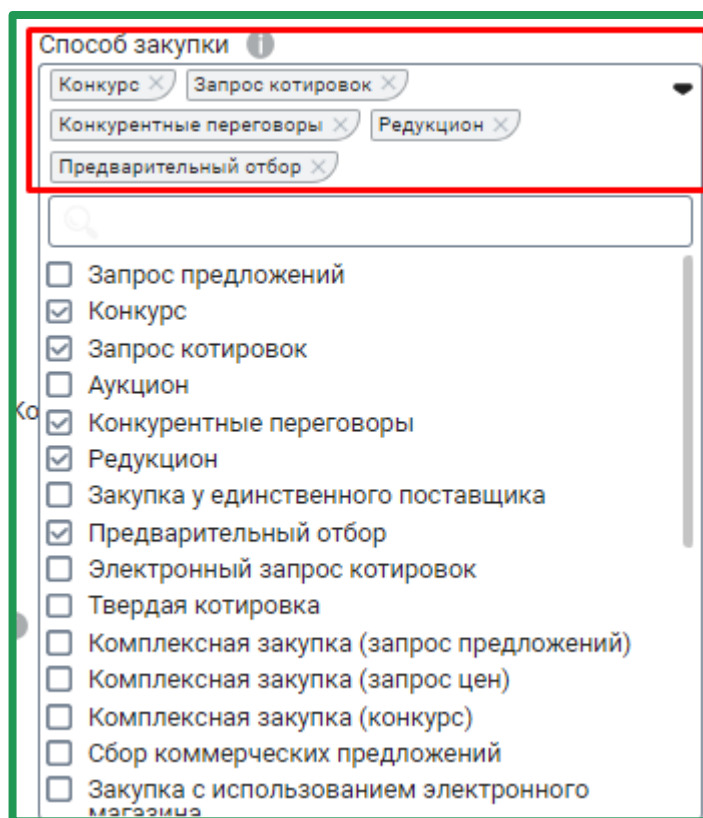 Способ закупки
Конкурс Запрос котировок
Конкурентные переговоры Редукцион
Предварительный отбор
Запрос предложений
Конкурс
Запрос котировок
Аукцион
Ко
Конкурентные переговоры
Редукцион
Закупка у единственного поставщика
Предварительный отбор
Электронный запрос котировок
Твердая котировка
Комплексная закупка (запрос предложений)
Комплексная закупка (запрос цен)
Комплексная закупка (конкурс)
Сбор коммерческих предложений
Закупка с использованием электронного
магазина